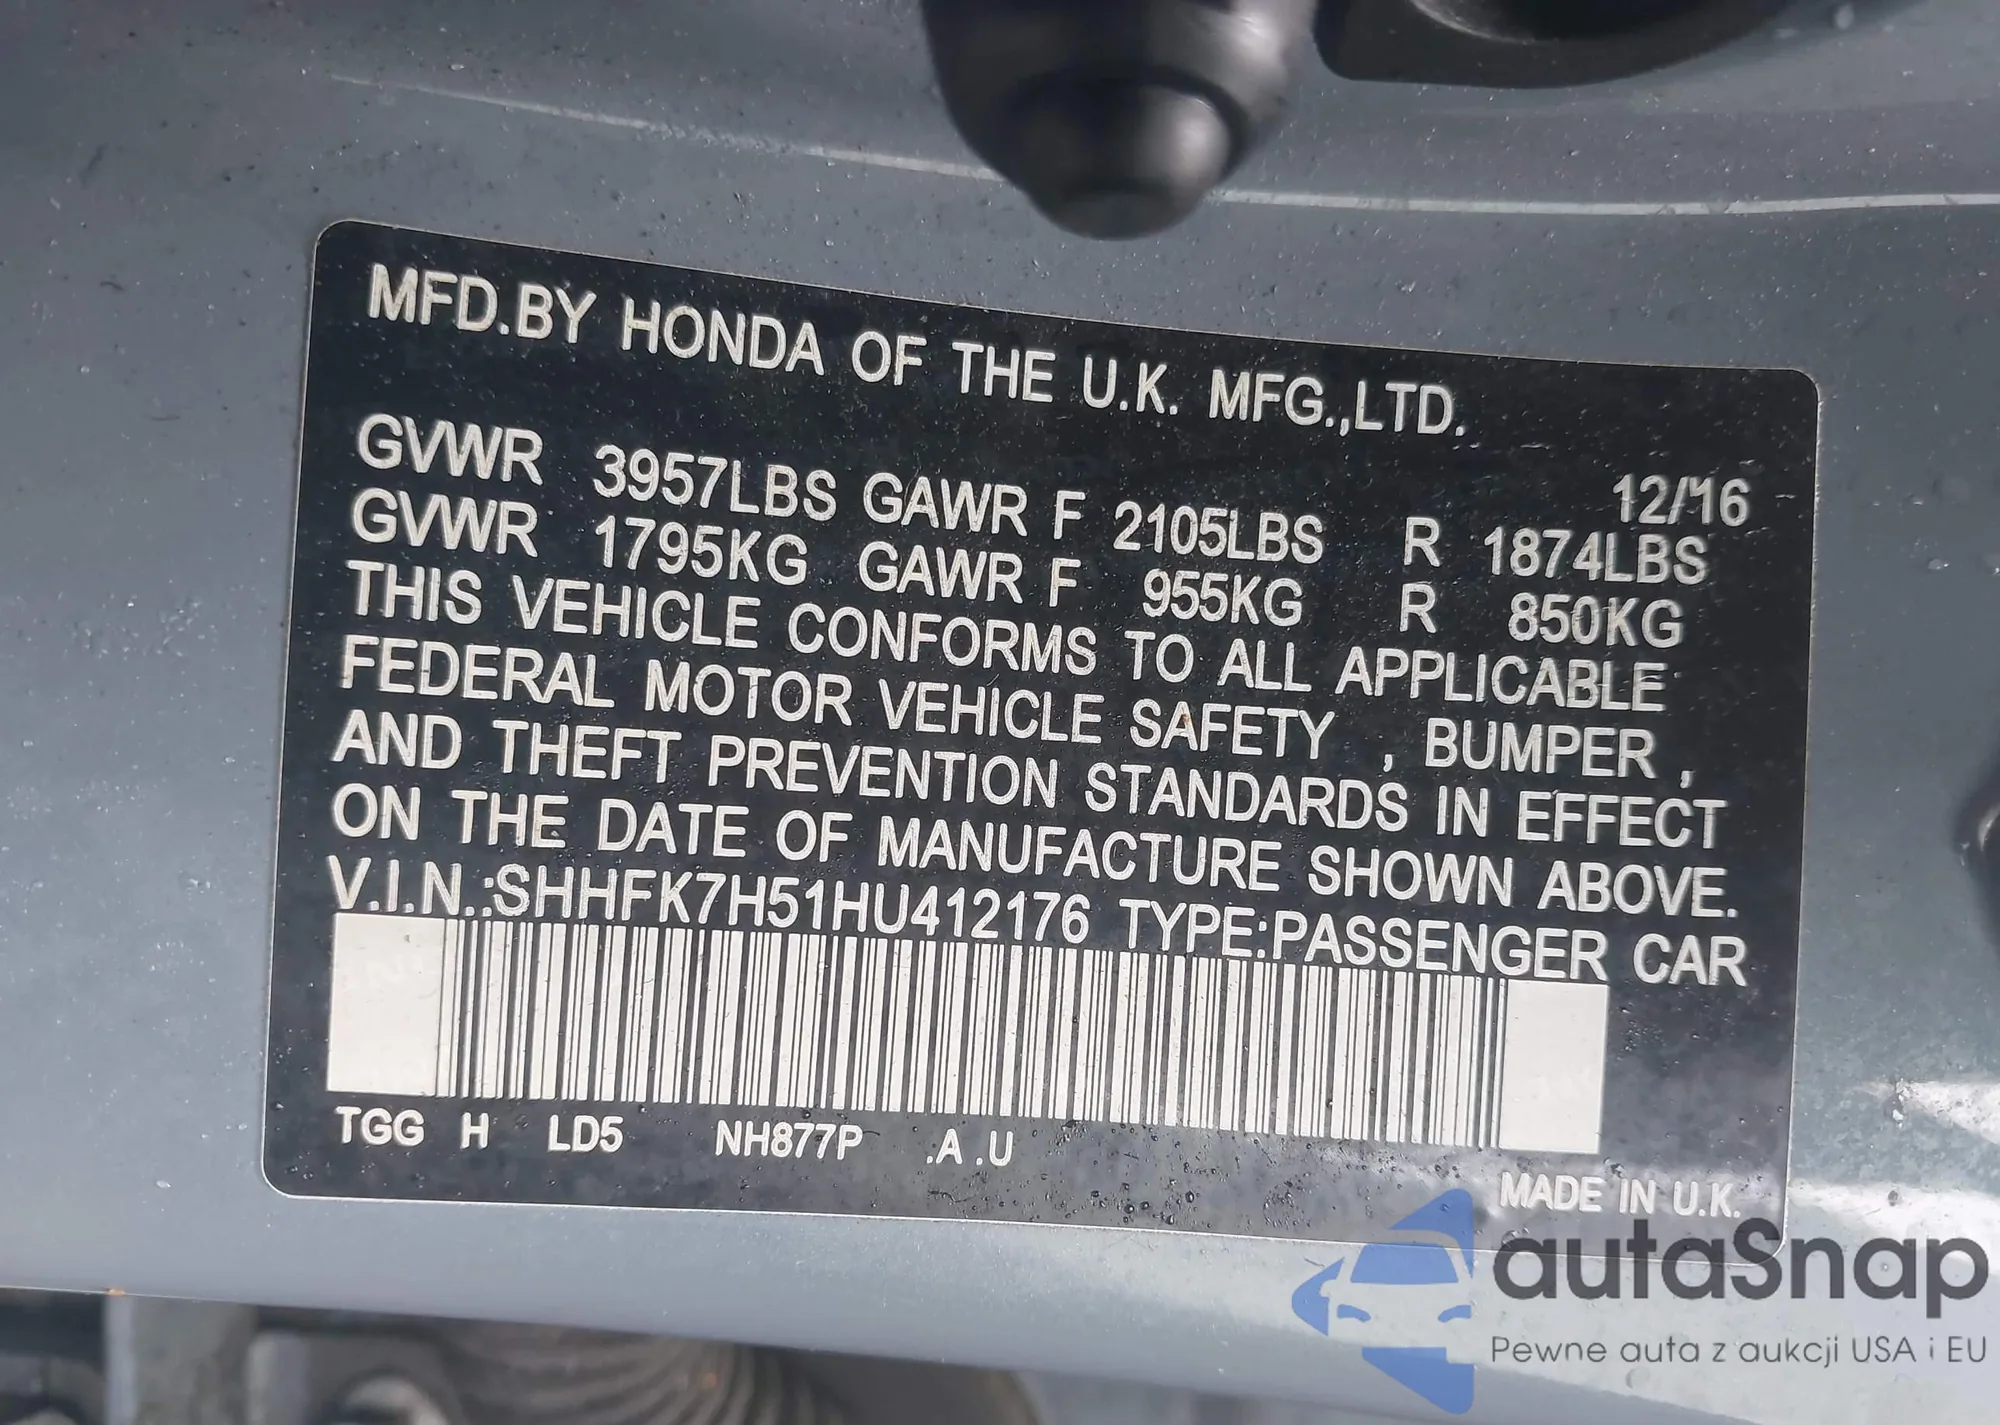 MFD.BY HONDA OF THE U.K. MFG.,LTD.
12/16
GVWR 3957LBS GAWR F 2105LBS R 1874LBS
GVWR 1795KG GAWR F 955KG R 850KG
THIS VEHICLE CONFORMS TO ALL APPLICABLE
FEDERAL MOTOR VEHICLE SAFETY , BUMPER ,
AND THEFT PREVENTION STANDARDS IN EFFECT
ON THE DATE OF MANUFACTURE SHOWN ABOVE.
V.I.N.:SHHFK7H51HU412176 TYPE:PASSENGER CAR
TGG H LD5 NH877P .A .U
MADE IN U.K.
autaSnap
Pewne auta z aukcji USA i EU